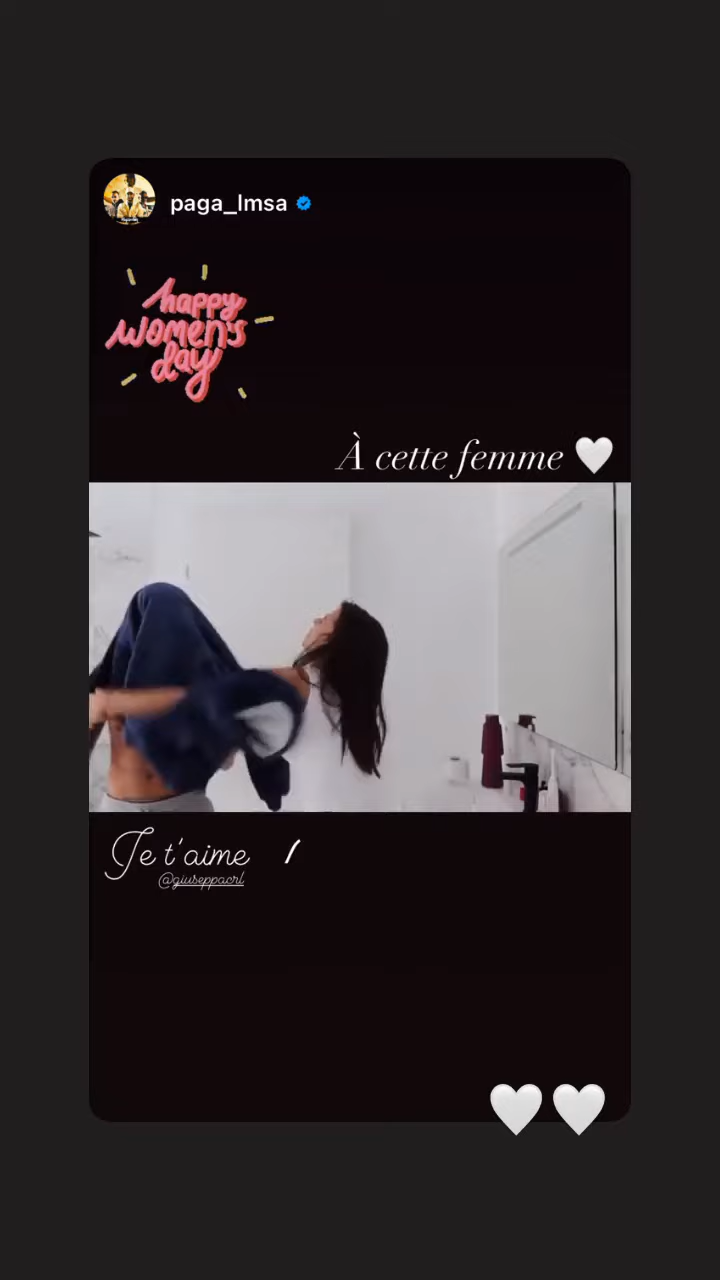 paga_lmsa
happy
women's
day
À cette femme 🤍
Je t'aime
@giuseppacrl